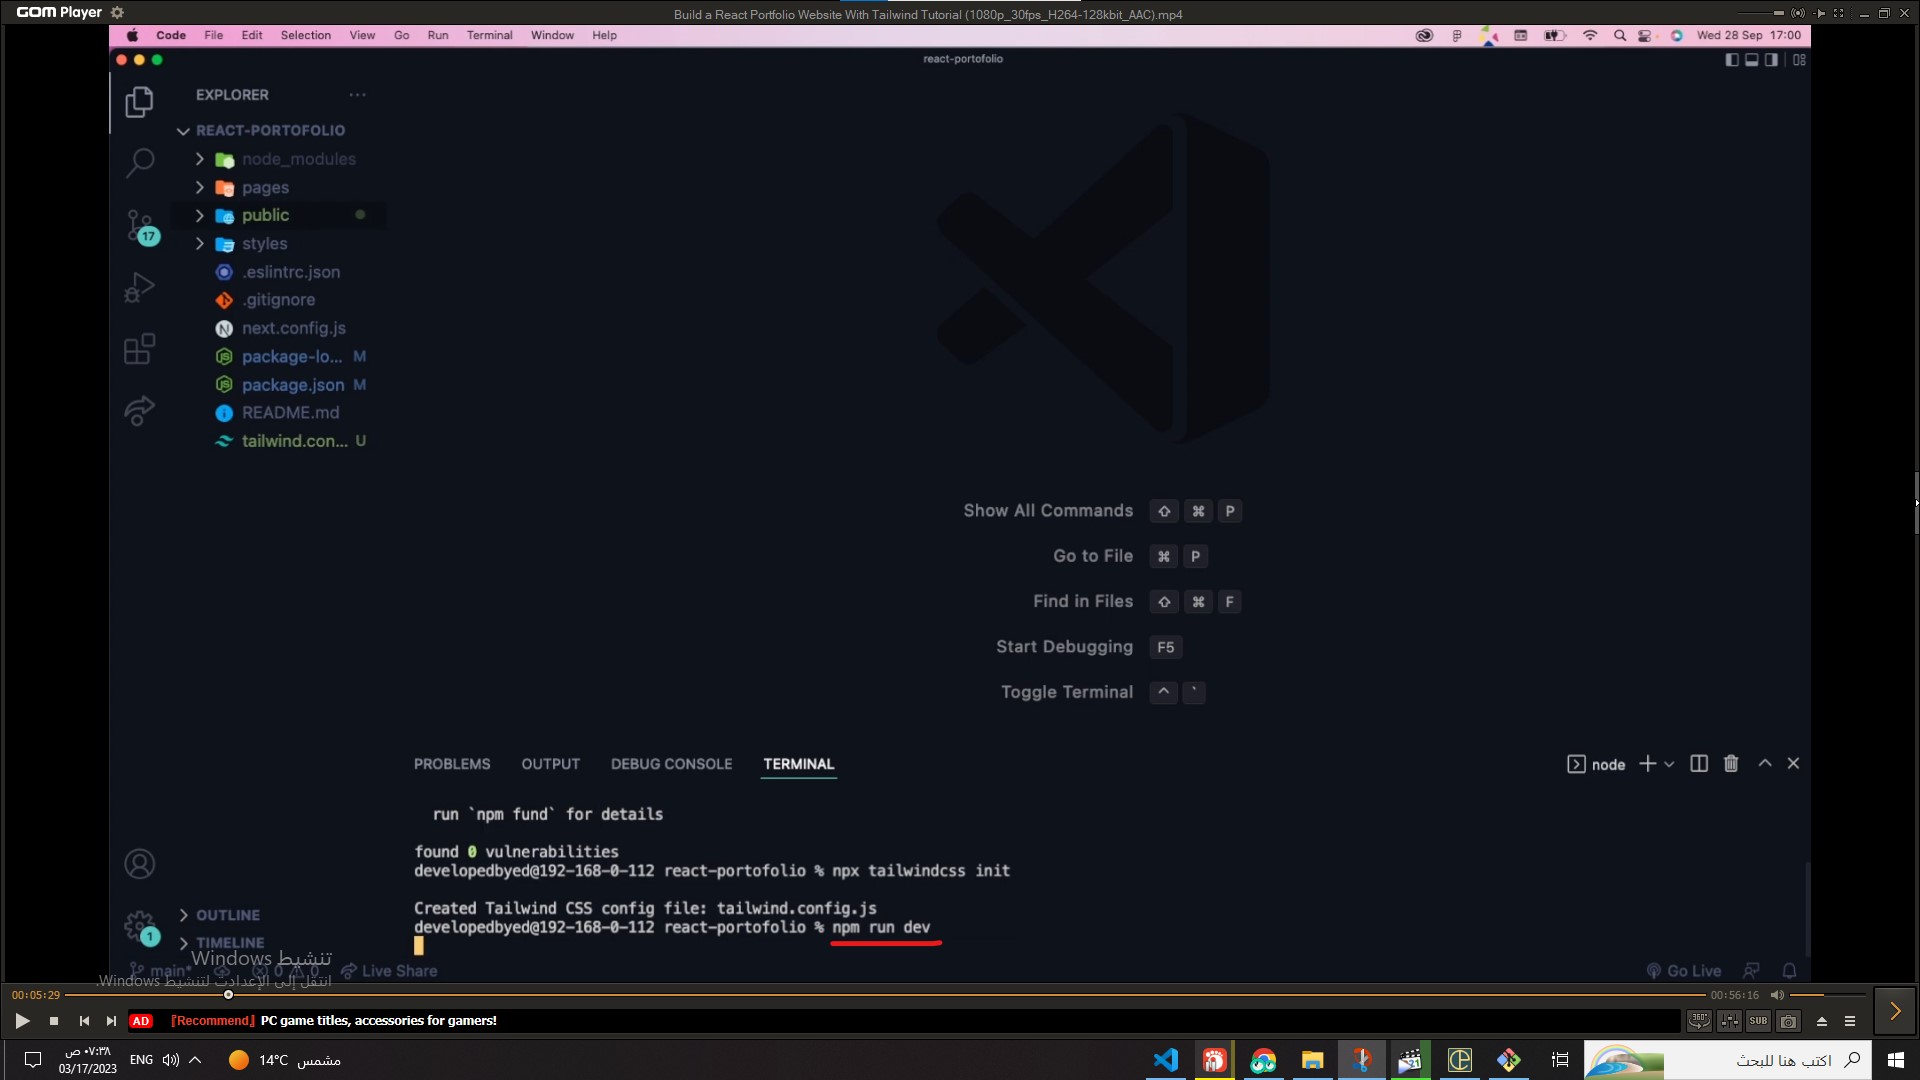 GOM Player
Build a React Portfolio Website With Tailwind Tutorial (1080p_30fps_H264-128kbit_AAC).mp4
Code File Edit Selection View Go Run Terminal Window Help
Wed 28 Sep 17:00
react-portofolio
EXPLORER
REACT-PORTOFOLIO
node_modules
pages
public
styles
17
.eslintrc.json
.gitignore
next.config.js
package-lo... M
package.json M
README.md
tailwind.con... U
Show All Commands ⇧ ⌘ P
Go to File ⌘ P
Find in Files ⇧ ⌘ F
Start Debugging F5
Toggle Terminal ^ `
PROBLEMS OUTPUT DEBUG CONSOLE TERMINAL
node
run `npm fund` for details
found 0 vulnerabilities
developedbyed@192-168-0-112 react-portofolio % npx tailwindcss init
Created Tailwind CSS config file: tailwind.config.js
developedbyed@192-168-0-112 react-portofolio % npm run dev
OUTLINE
1
TIMELINE
تنشيط Windows
main* 0 0 Live Share
Go Live
انتقل إلى الإعدادات لتنشيط Windows.
00:05:29
00:56:16
AD 『Recommend』 PC game titles, accessories for gamers!
360° SUB
٠٧:٣٨ ص
03/17/2023
ENG
14°C مشمس
21
اكتب هنا للبحث